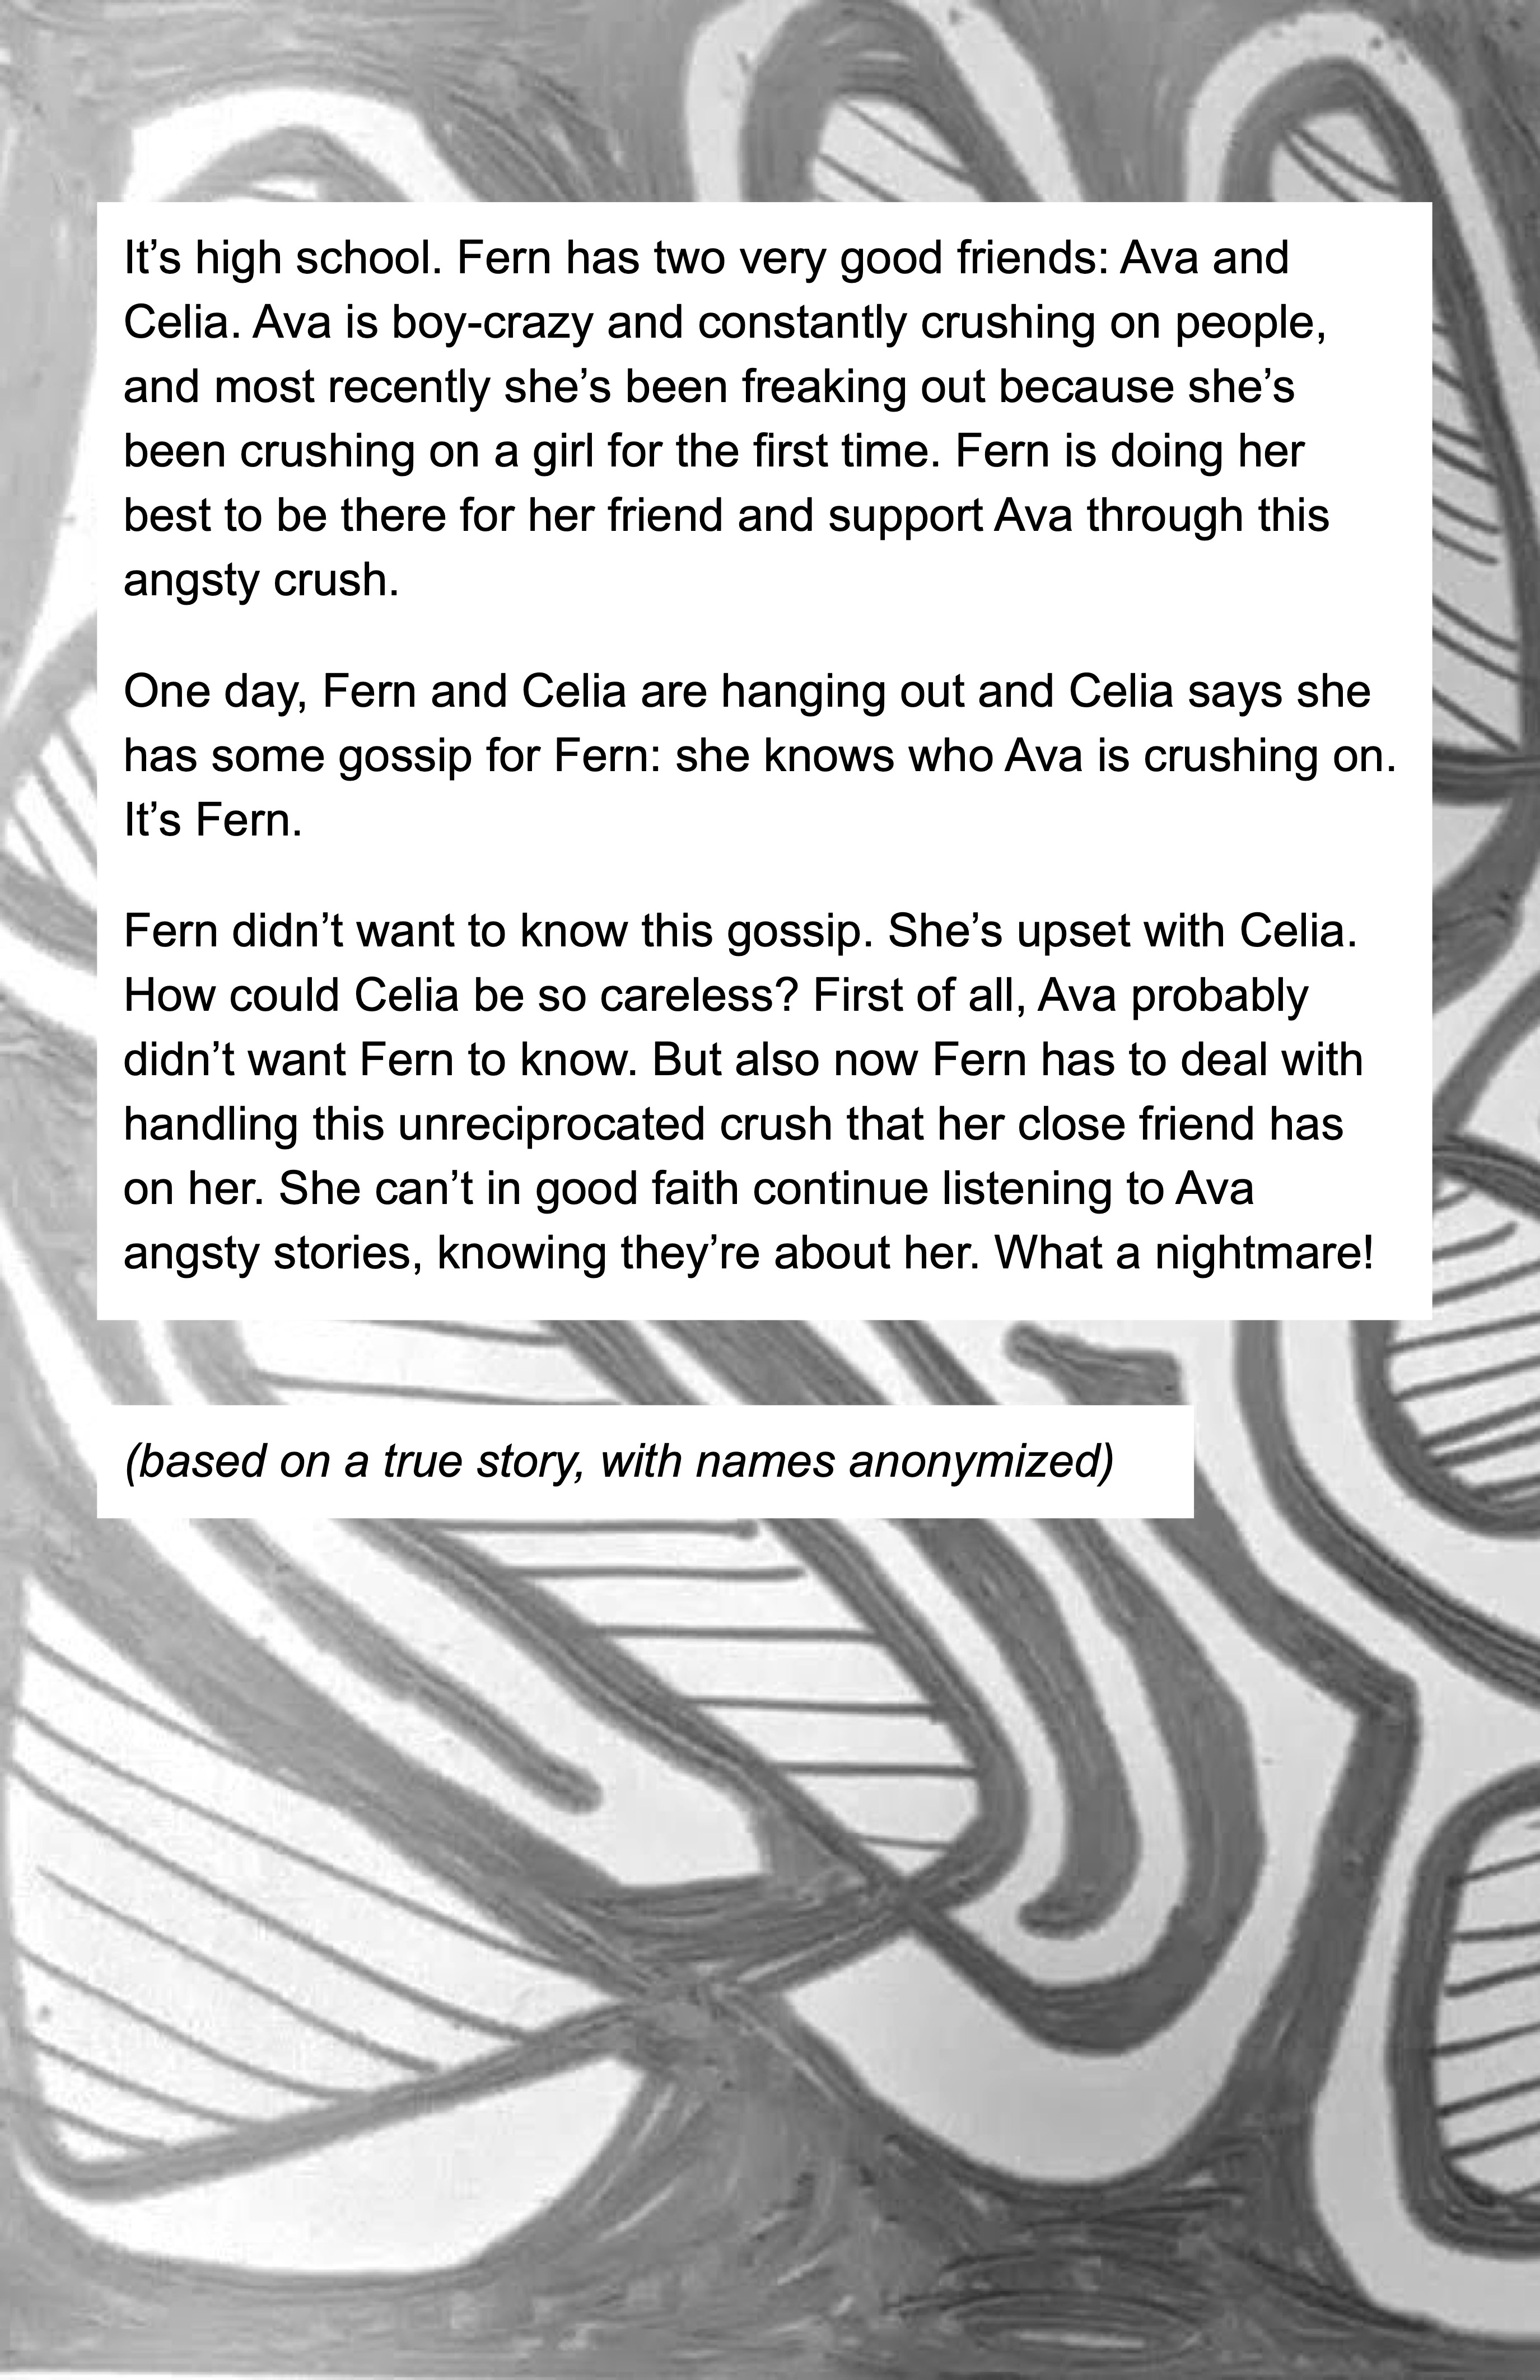 It’s high school. Fern has two very good friends: Ava and
Celia. Ava is boy-crazy and constantly crushing on people,
and most recently she’s been freaking out because she’s
been crushing on a girl for the first time. Fern is doing her
best to be there for her friend and support Ava through this
angsty crush.
One day, Fern and Celia are hanging out and Celia says she
has some gossip for Fern: she knows who Ava is crushing on.
It’s Fern.
Fern didn’t want to know this gossip. She’s upset with Celia.
How could Celia be so careless? First of all, Ava probably
didn’t want Fern to know. But also now Fern has to deal with
handling this unreciprocated crush that her close friend has
on her. She can’t in good faith continue listening to Ava
angsty stories, knowing they’re about her. What a nightmare!
(based on a true story, with names anonymized)